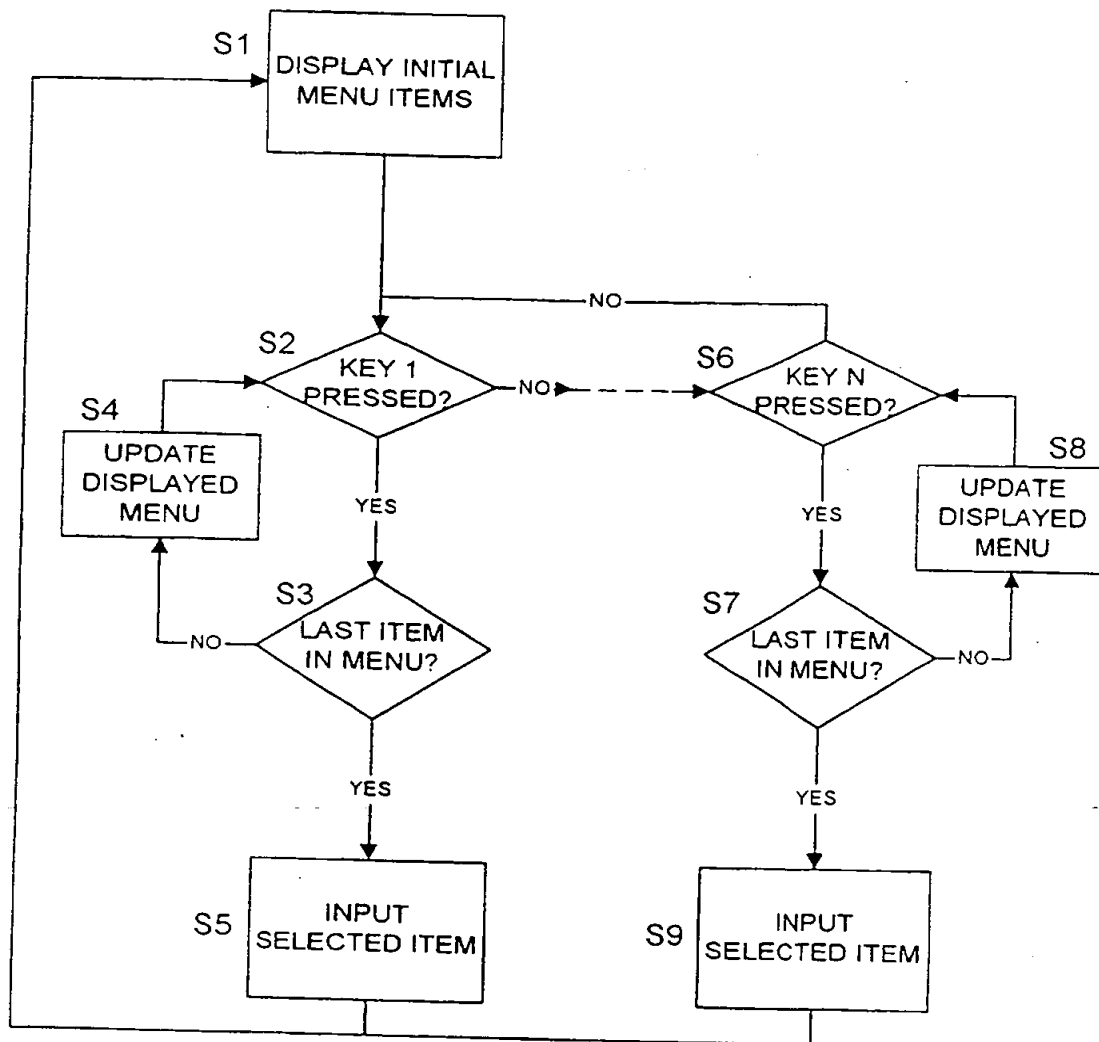 S1
DISPLAY INITIAL
MENU ITEMS
NO
S2
KEY 1
PRESSED?
NO
S6
KEY N
PRESSED?
S4
UPDATE
DISPLAYED
MENU
YES
YES
S8
UPDATE
DISPLAYED
MENU
S3
LAST ITEM
IN MENU?
NO
S7
LAST ITEM
IN MENU?
NO
YES
YES
S5
INPUT
SELECTED ITEM
S9
INPUT
SELECTED ITEM